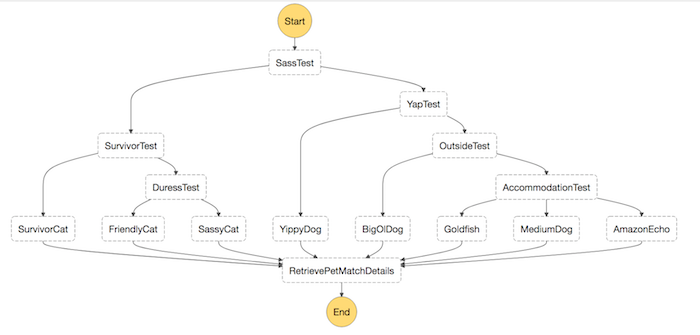 Start
SassTest
YapTest
SurvivorTest
OutsideTest
DuressTest
AccommodationTest
SurvivorCat
FriendlyCat
SassyCat
YippyDog
BigOlDog
Goldfish
MediumDog
AmazonEcho
RetrievePetMatchDetails
End